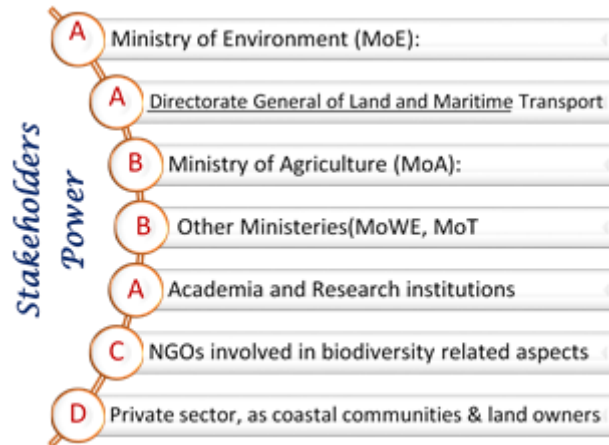 Stakeholders
Power
A Ministry of Environment (MoE):
A Directorate General of Land and Maritime Transport
B Ministry of Agriculture (MoA):
B Other Ministeries(MoWE, MoT
A Academia and Research institutions
C NGOs involved in biodiversity related aspects
D Private sector, as coastal communities & land owners